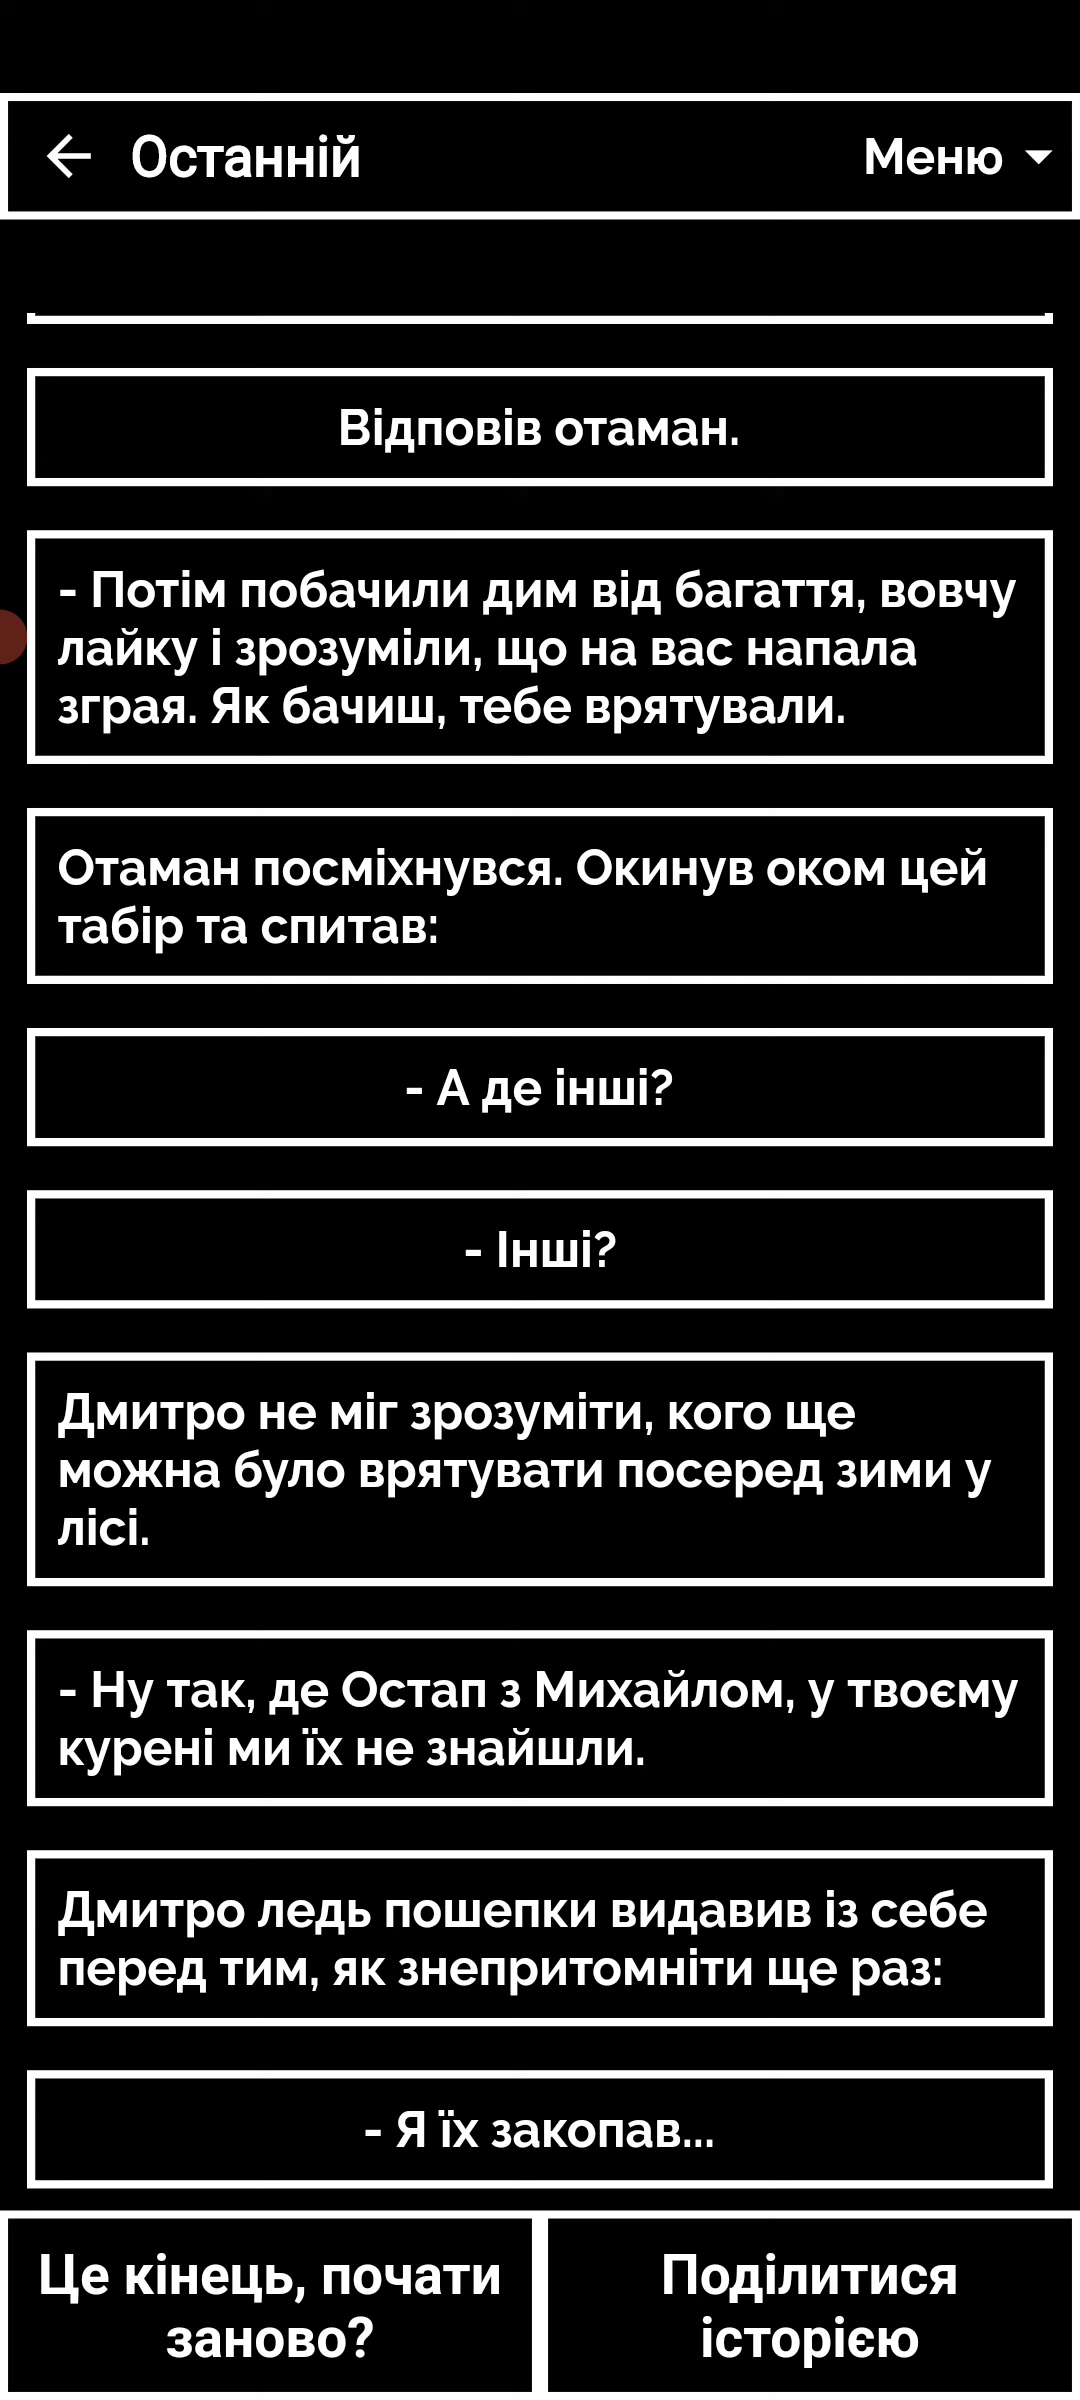 Останній
Меню
Відповів отаман.
- Потім побачили дим від багаття, вовчу
лайку і зрозуміли, що на вас напала
зграя. Як бачиш, тебе врятували.
Отаман посміхнувся. Окинув оком цей
табір та спитав:
- А де інші?
- Інші?
Дмитро не міг зрозуміти, кого ще
можна було врятувати посеред зими у
лісі.
- Ну так, де Остап з Михайлом, у твоєму
курені ми їх не знайшли.
Дмитро ледь пошепки видавив із себе
перед тим, як знепритомніти ще раз:
- Я їх закопав...
Це кінець, почати
заново?
Поділитися
історією